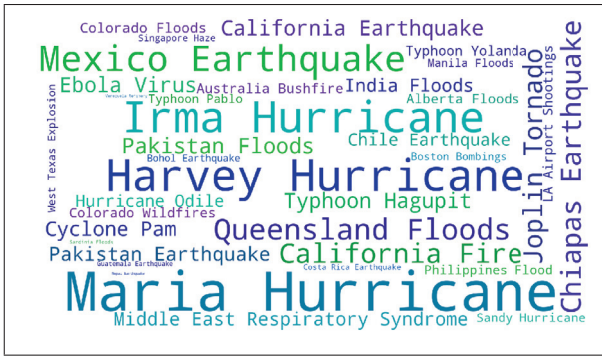 Colorado Floods
California Earthquake
Singapore Haze
Mexico Earthquake
Typhoon Yolanda
Manila Floods
Ebola Virus
Australia Bushfire
India Floods
Typhoon Pablo
Alberta Floods
Irma Hurricane
Pakistan Floods
Chile Earthquake
Bohol Earthquake
Boston Bombings
Harvey Hurricane
Hurricane Odile
Typhoon Hagupit
Colorado Wildfires
Cyclone Pam
Queensland Floods
Pakistan Earthquake
California Fire
Guatemala Earthquake
Costa Rica Earthquake
Philippines Flood
Maria Hurricane
Middle East Respiratory Syndrome
Sandy Hurricane
West Texas Explosion
Joplin Tornado
LA Airport Shootings
Chiapas Earthquake